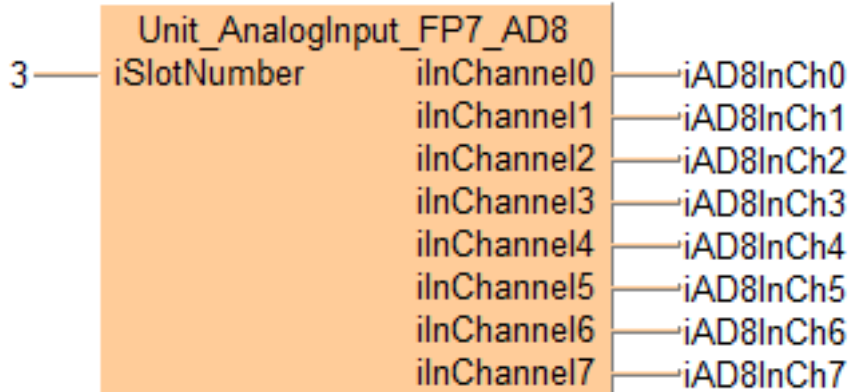 Unit_AnalogInput_FP7_AD8
3 iSlotNumber iInChannel0 iAD8InCh0
iInChannel1 iAD8InCh1
iInChannel2 iAD8InCh2
iInChannel3 iAD8InCh3
iInChannel4 iAD8InCh4
iInChannel5 iAD8InCh5
iInChannel6 iAD8InCh6
iInChannel7 iAD8InCh7